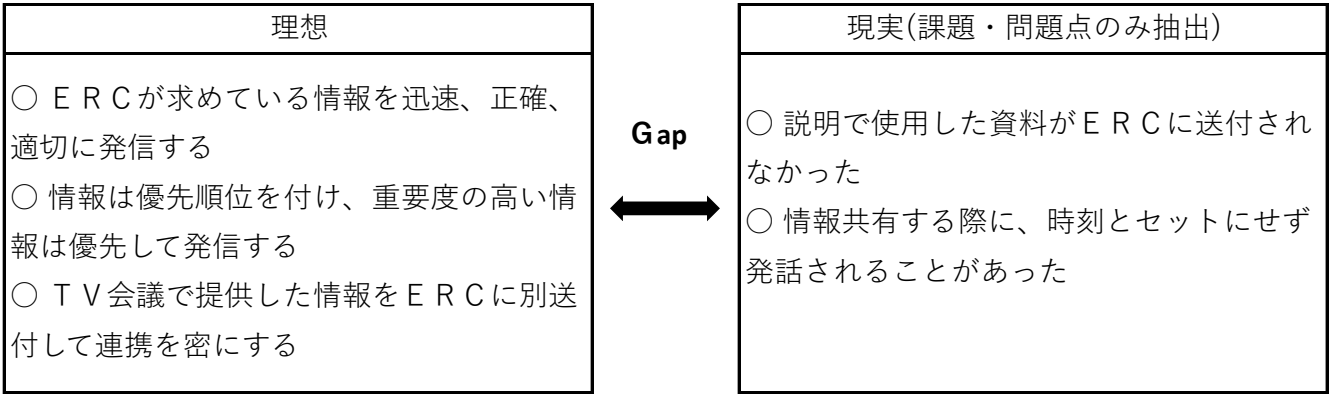 理想
○ ＥＲＣが求めている情報を迅速、正確、
適切に発信する
○ 情報は優先順位を付け、重要度の高い情
報は優先して発信する
○ ＴＶ会議で提供した情報をＥＲＣに別送
付して連携を密にする
Gap
現実(課題・問題点のみ抽出)
○ 説明で使用した資料がＥＲＣに送付され
なかった
○ 情報共有する際に、時刻とセットにせず
発話されることがあった